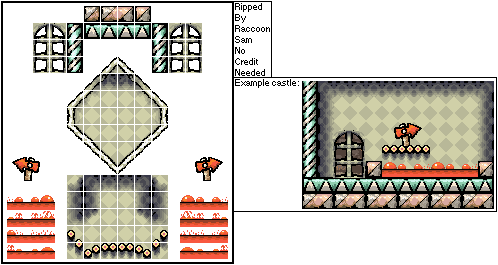 Ripped
By
Raccoon
Sam
No
Credit
Needed
Example castle: